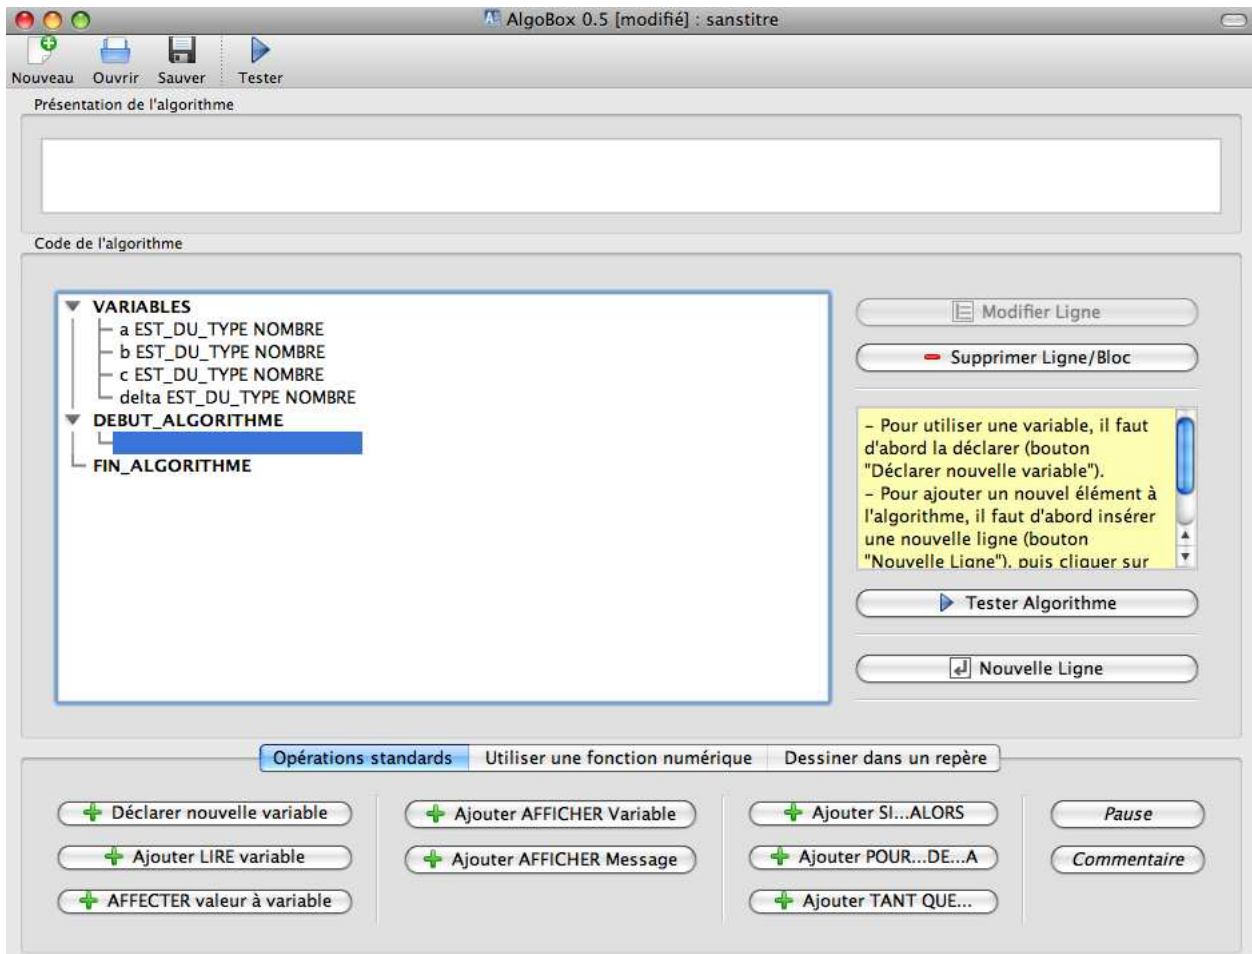 AlgoBox 0.5 [modifié] : sanstitre
Nouveau Ouvrir Sauver Tester
Présentation de l'algorithme
Code de l'algorithme
VARIABLES
a EST_DU_TYPE NOMBRE
b EST_DU_TYPE NOMBRE
c EST_DU_TYPE NOMBRE
delta EST_DU_TYPE NOMBRE
DEBUT_ALGORITHME
FIN_ALGORITHME
Modifier Ligne
Supprimer Ligne/Bloc
– Pour utiliser une variable, il faut
d'abord la déclarer (bouton
"Déclarer nouvelle variable").
– Pour ajouter un nouvel élément à
l'algorithme, il faut d'abord insérer
une nouvelle ligne (bouton
"Nouvelle Ligne"), puis cliquer sur
Tester Algorithme
Nouvelle Ligne
Opérations standards Utiliser une fonction numérique Dessiner dans un repère
Déclarer nouvelle variable
Ajouter LIRE variable
AFFECTER valeur à variable
Ajouter AFFICHER Variable
Ajouter AFFICHER Message
Ajouter SI...ALORS
Ajouter POUR...DE...A
Ajouter TANT QUE...
Pause
Commentaire